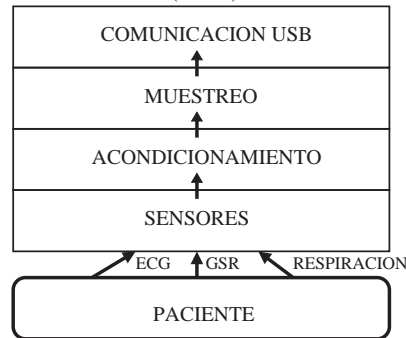 COMUNICACION USB
MUESTREO
ACONDICIONAMIENTO
SENSORES
ECG GSR RESPIRACION
PACIENTE